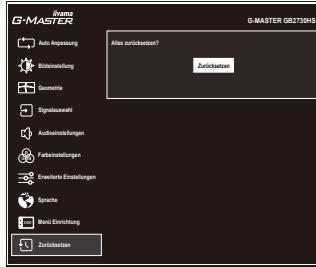 iiyama
G-MASTER
G-MASTER GB2730HS
Auto Anpassung
Alles zurücksetzen?
Bildeinstellung
Zurücksetzen
Geometrie
Signalauswahl
Audioeinstellungen
Farbeinstellungen
Erweiterte Einstellungen
Sprache
OSD
Menü Einrichtung
Zurücksetzen